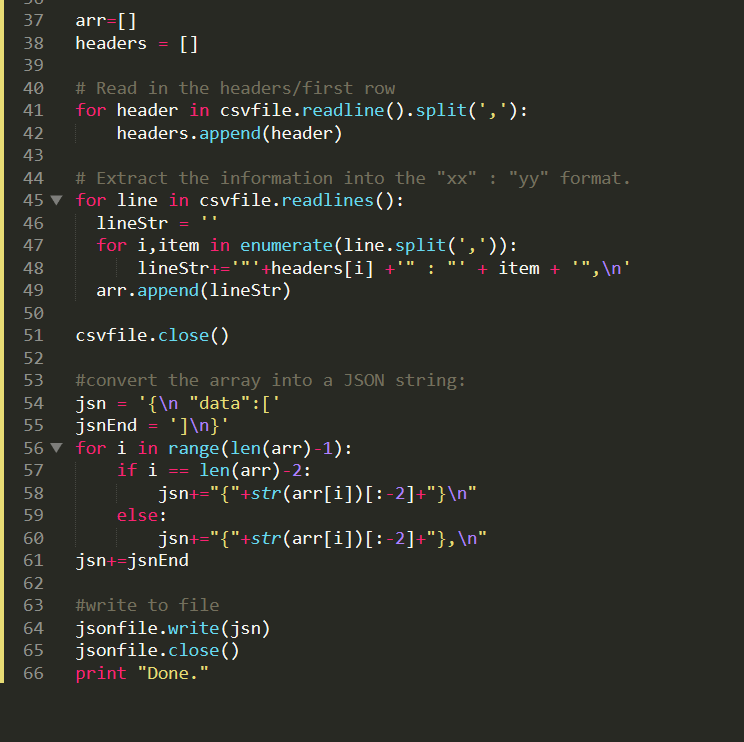 37 arr=[]
38 headers = []
39
40 # Read in the headers/first row
41 for header in csvfile.readline().split(','):
42     headers.append(header)
43
44 # Extract the information into the "xx" : "yy" format.
45 for line in csvfile.readlines():
46   lineStr = ''
47   for i,item in enumerate(line.split(',')):
48       lineStr+='"'+headers[i] +'" : "' + item + '",\n'
49   arr.append(lineStr)
50
51 csvfile.close()
52
53 #convert the array into a JSON string:
54 jsn = '{\n "data":['
55 jsnEnd = ']\n}'
56 for i in range(len(arr)-1):
57     if i == len(arr)-2:
58         jsn+="{"+str(arr[i])[:-2]+"}\n"
59     else:
60         jsn+="{"+str(arr[i])[:-2]+"},\n"
61 jsn+=jsnEnd
62
63 #write to file
64 jsonfile.write(jsn)
65 jsonfile.close()
66 print "Done."